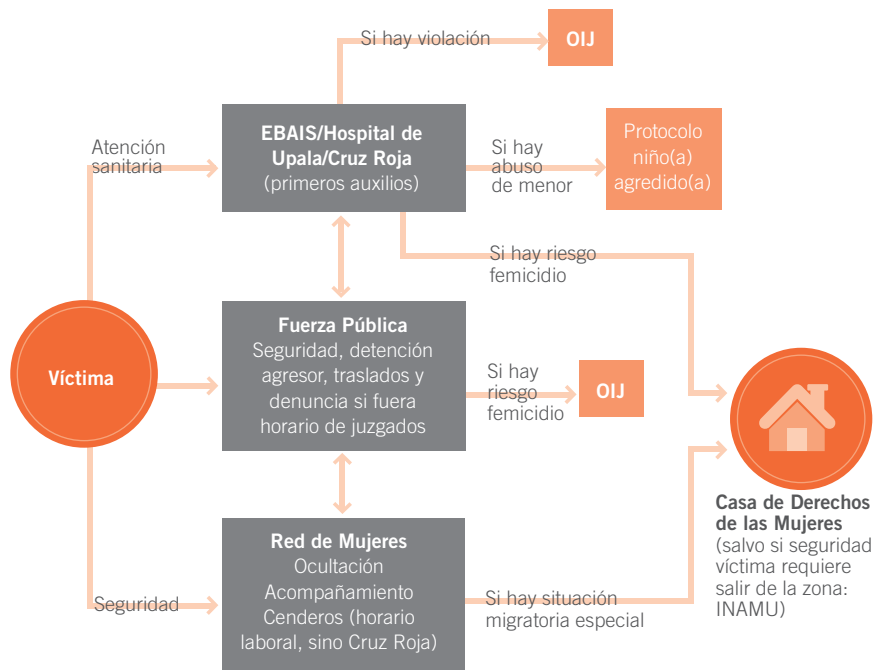 Si hay violación
OIJ
Atención
sanitaria
EBAIS/Hospital de
Upala/Cruz Roja
(primeros auxilios)
Si hay
abuso
de menor
Protocolo
niño(a)
agredido(a)
Si hay riesgo
femicidio
Víctima
Fuerza Pública
Seguridad, detención
agresor, traslados y
denuncia si fuera
horario de juzgados
Si hay
riesgo
femicidio
OIJ
Casa de Derechos
de las Mujeres
(salvo si seguridad
víctima requiere
salir de la zona:
INAMU)
Seguridad
Red de Mujeres
Ocultación
Acompañamiento
Cenderos (horario
laboral, sino Cruz Roja)
Si hay situación
migratoria especial